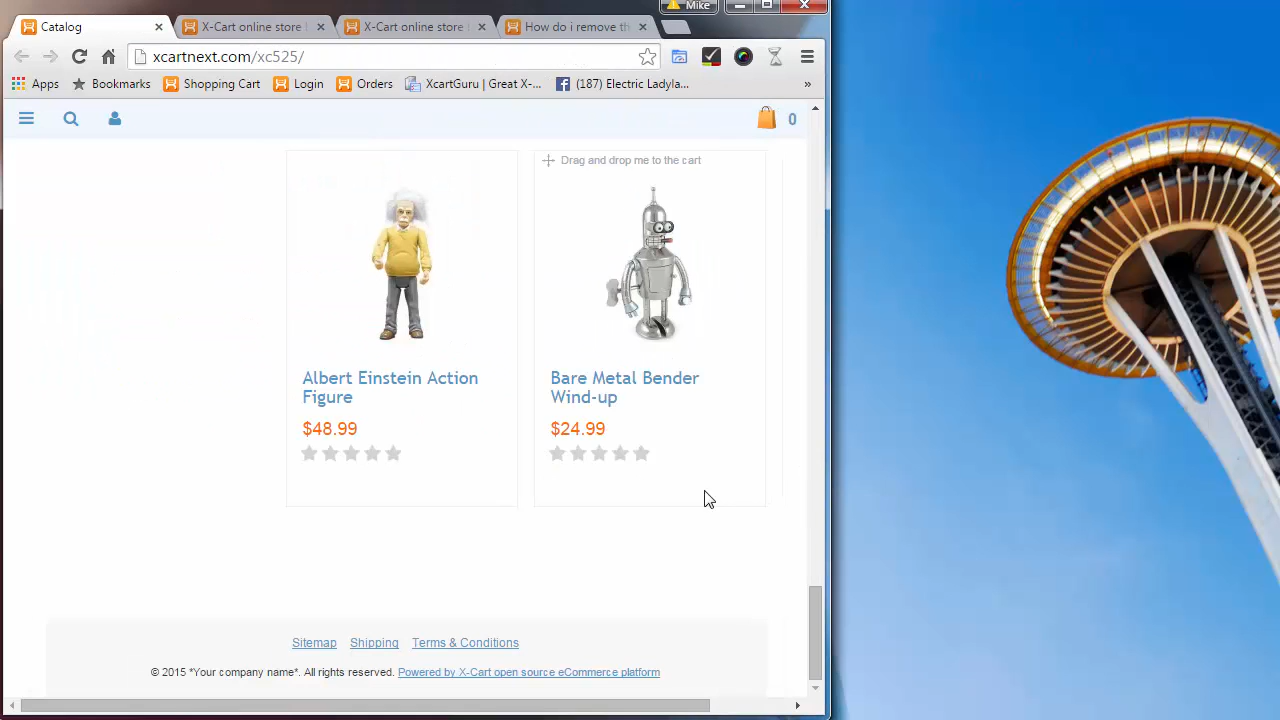 Mike
Catalog
X-Cart online store
X-Cart online store
How do i remove th
xcartnext.com/xc525/
Apps
Bookmarks
Shopping Cart
Login
Orders
XcartGuru | Great X-...
(187) Electric Ladyla...
»
0
Drag and drop me to the cart
Albert Einstein Action
Figure
$48.99
Bare Metal Bender
Wind-up
$24.99
Sitemap
Shipping
Terms & Conditions
© 2015 *Your company name*. All rights reserved. Powered by X-Cart open source eCommerce platform